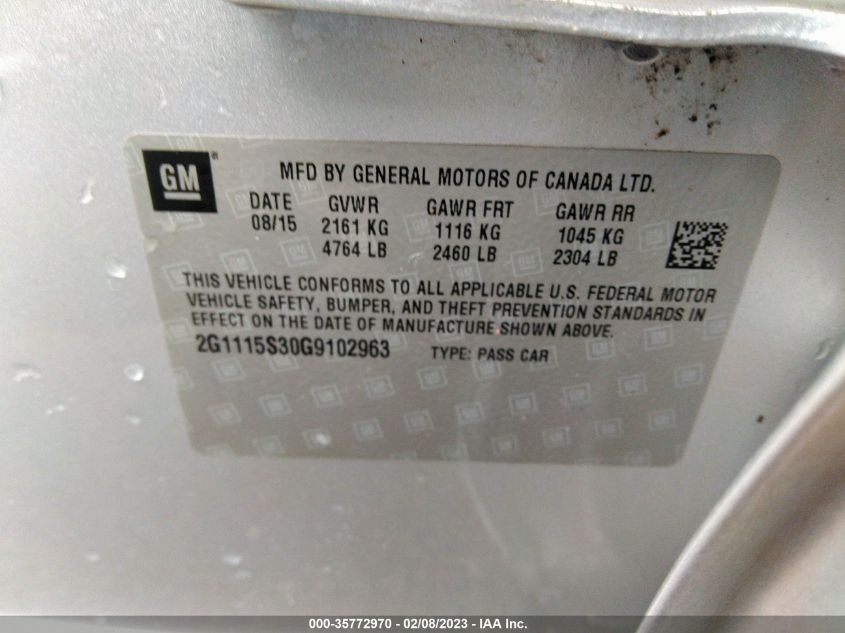 GM
MFD BY GENERAL MOTORS OF CANADA LTD.
DATE GVWR GAWR FRT GAWR RR
08/15 2161 KG 1116 KG 1045 KG
4764 LB 2460 LB 2304 LB
THIS VEHICLE CONFORMS TO ALL APPLICABLE U.S. FEDERAL MOTOR
VEHICLE SAFETY, BUMPER, AND THEFT PREVENTION STANDARDS IN
EFFECT ON THE DATE OF MANUFACTURE SHOWN ABOVE.
2G1115S30G9102963 TYPE: PASS CAR
000-35772970 - 02/08/2023 - IAA Inc.